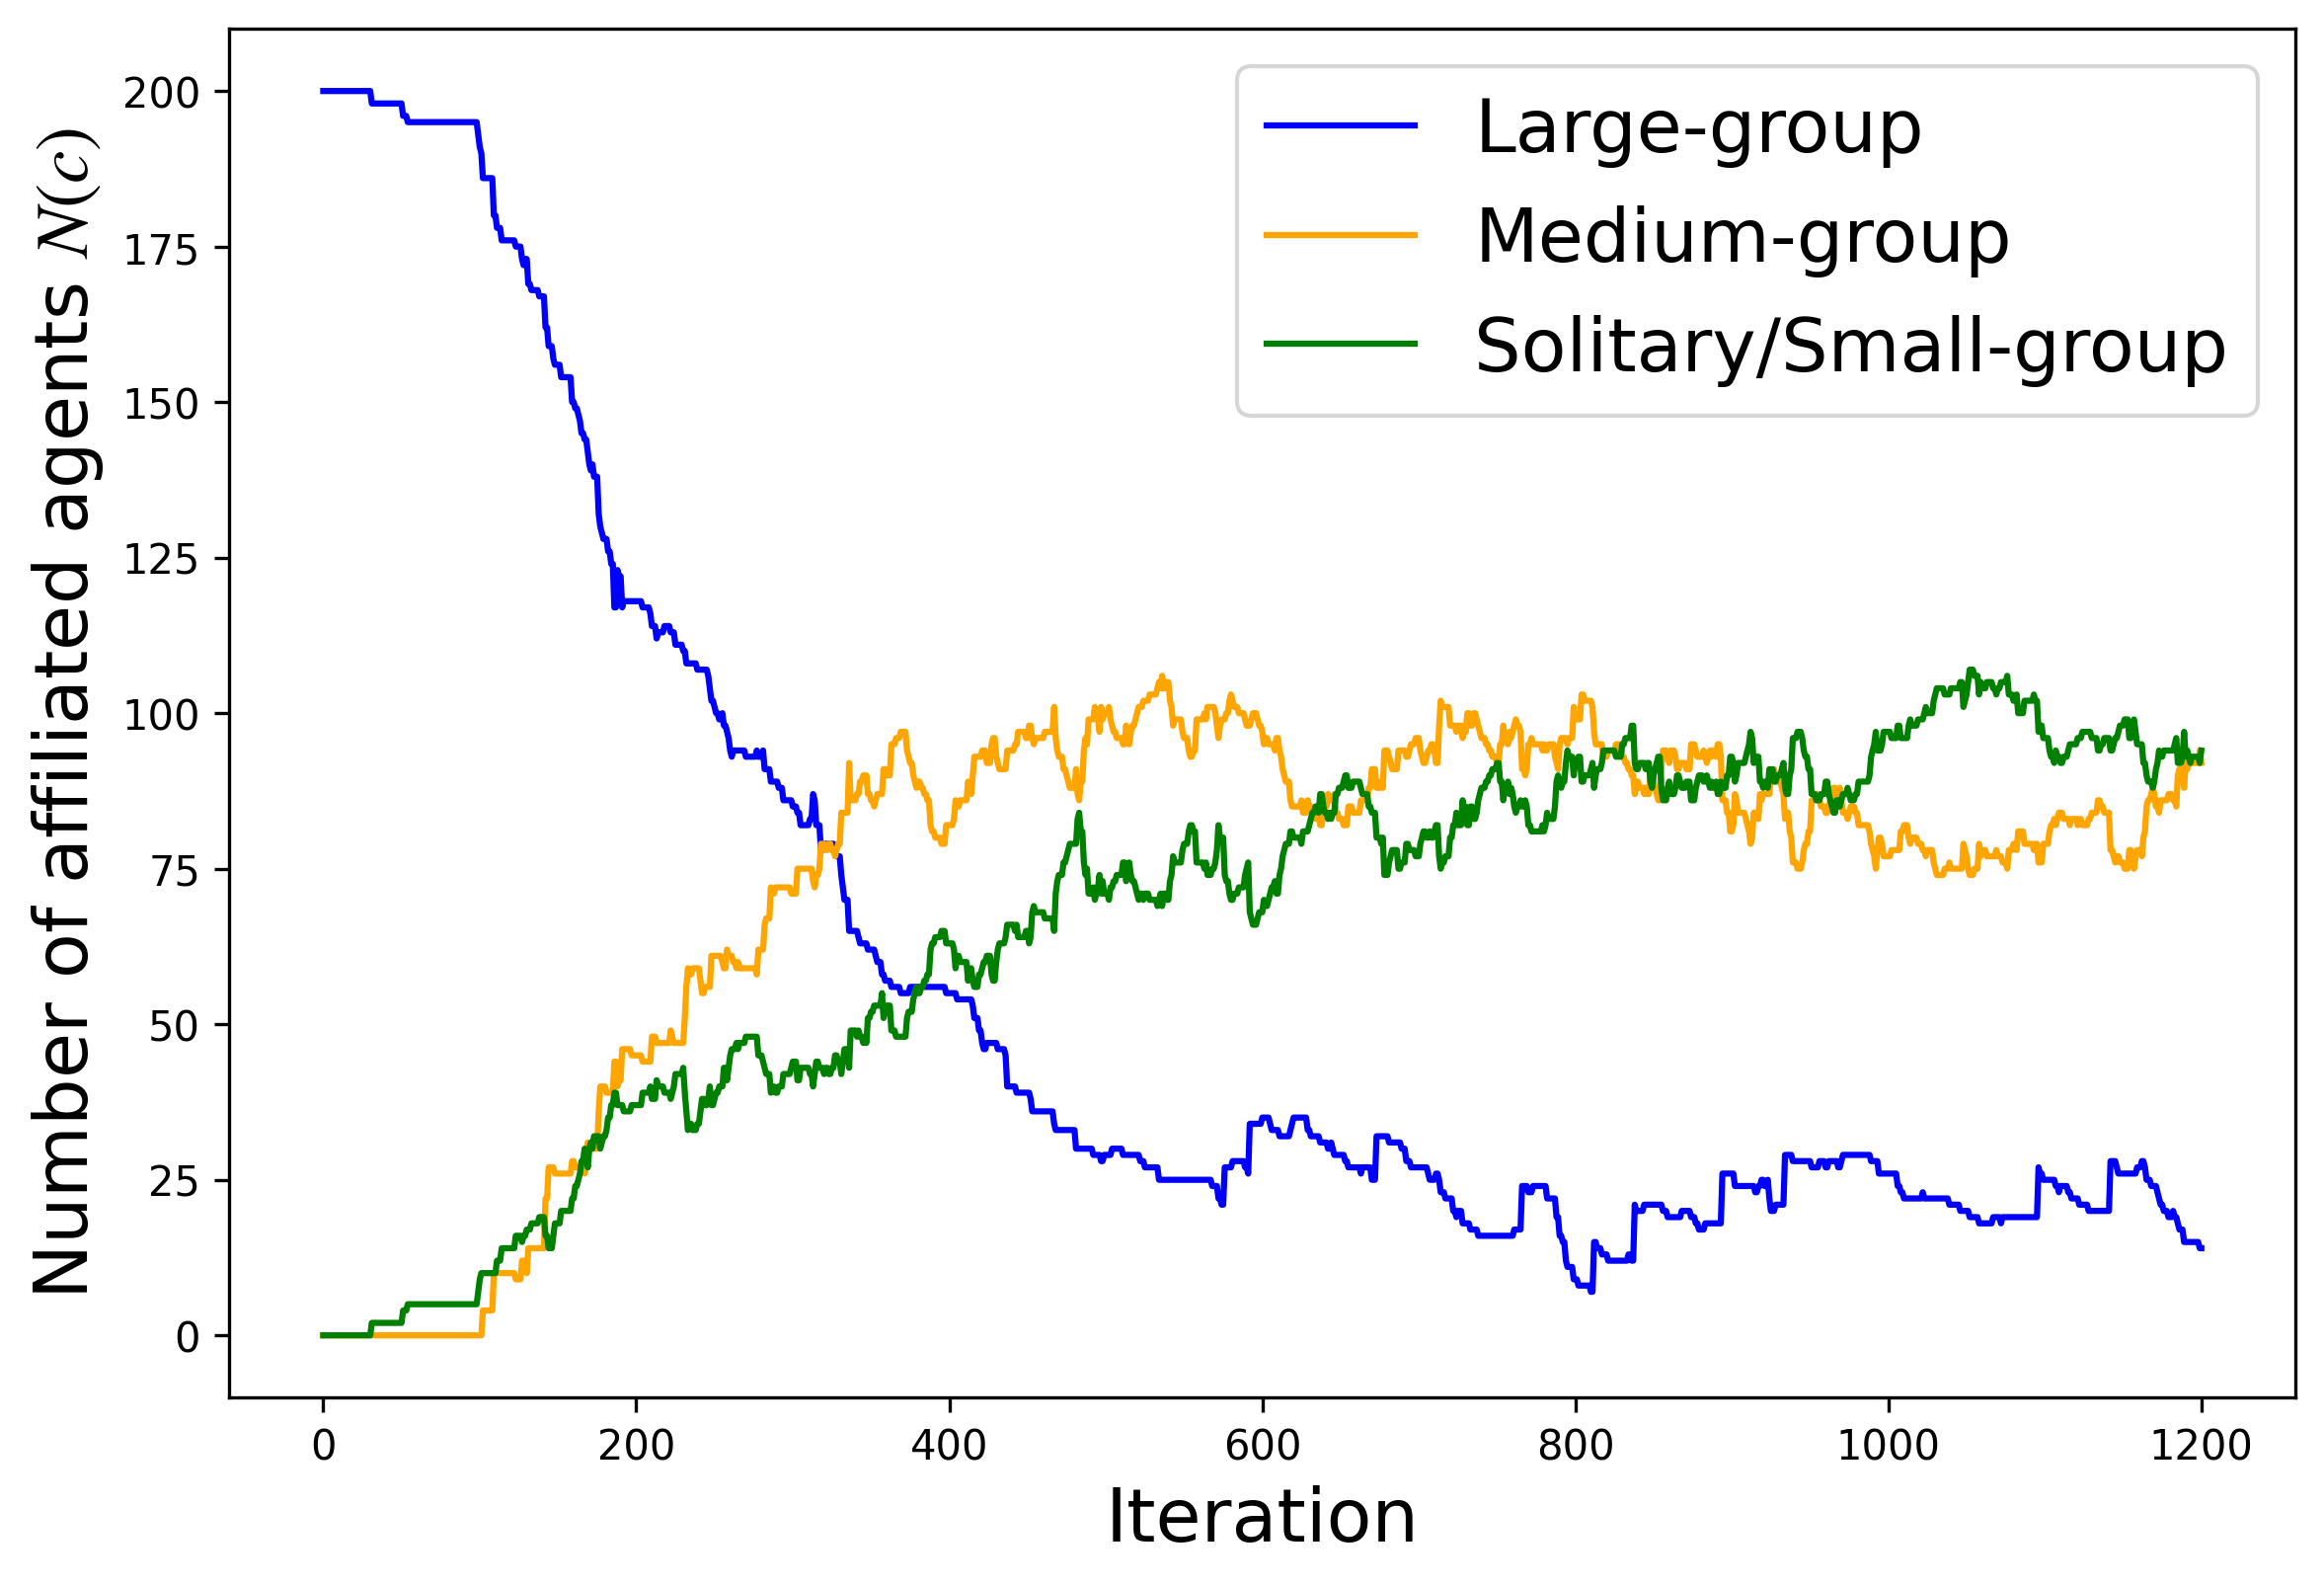 Number of affiliated agents N(c)
200
175
150
125
100
75
50
25
0
Large-group
Medium-group
Solitary/Small-group
0 200 400 600 800 1000 1200
Iteration